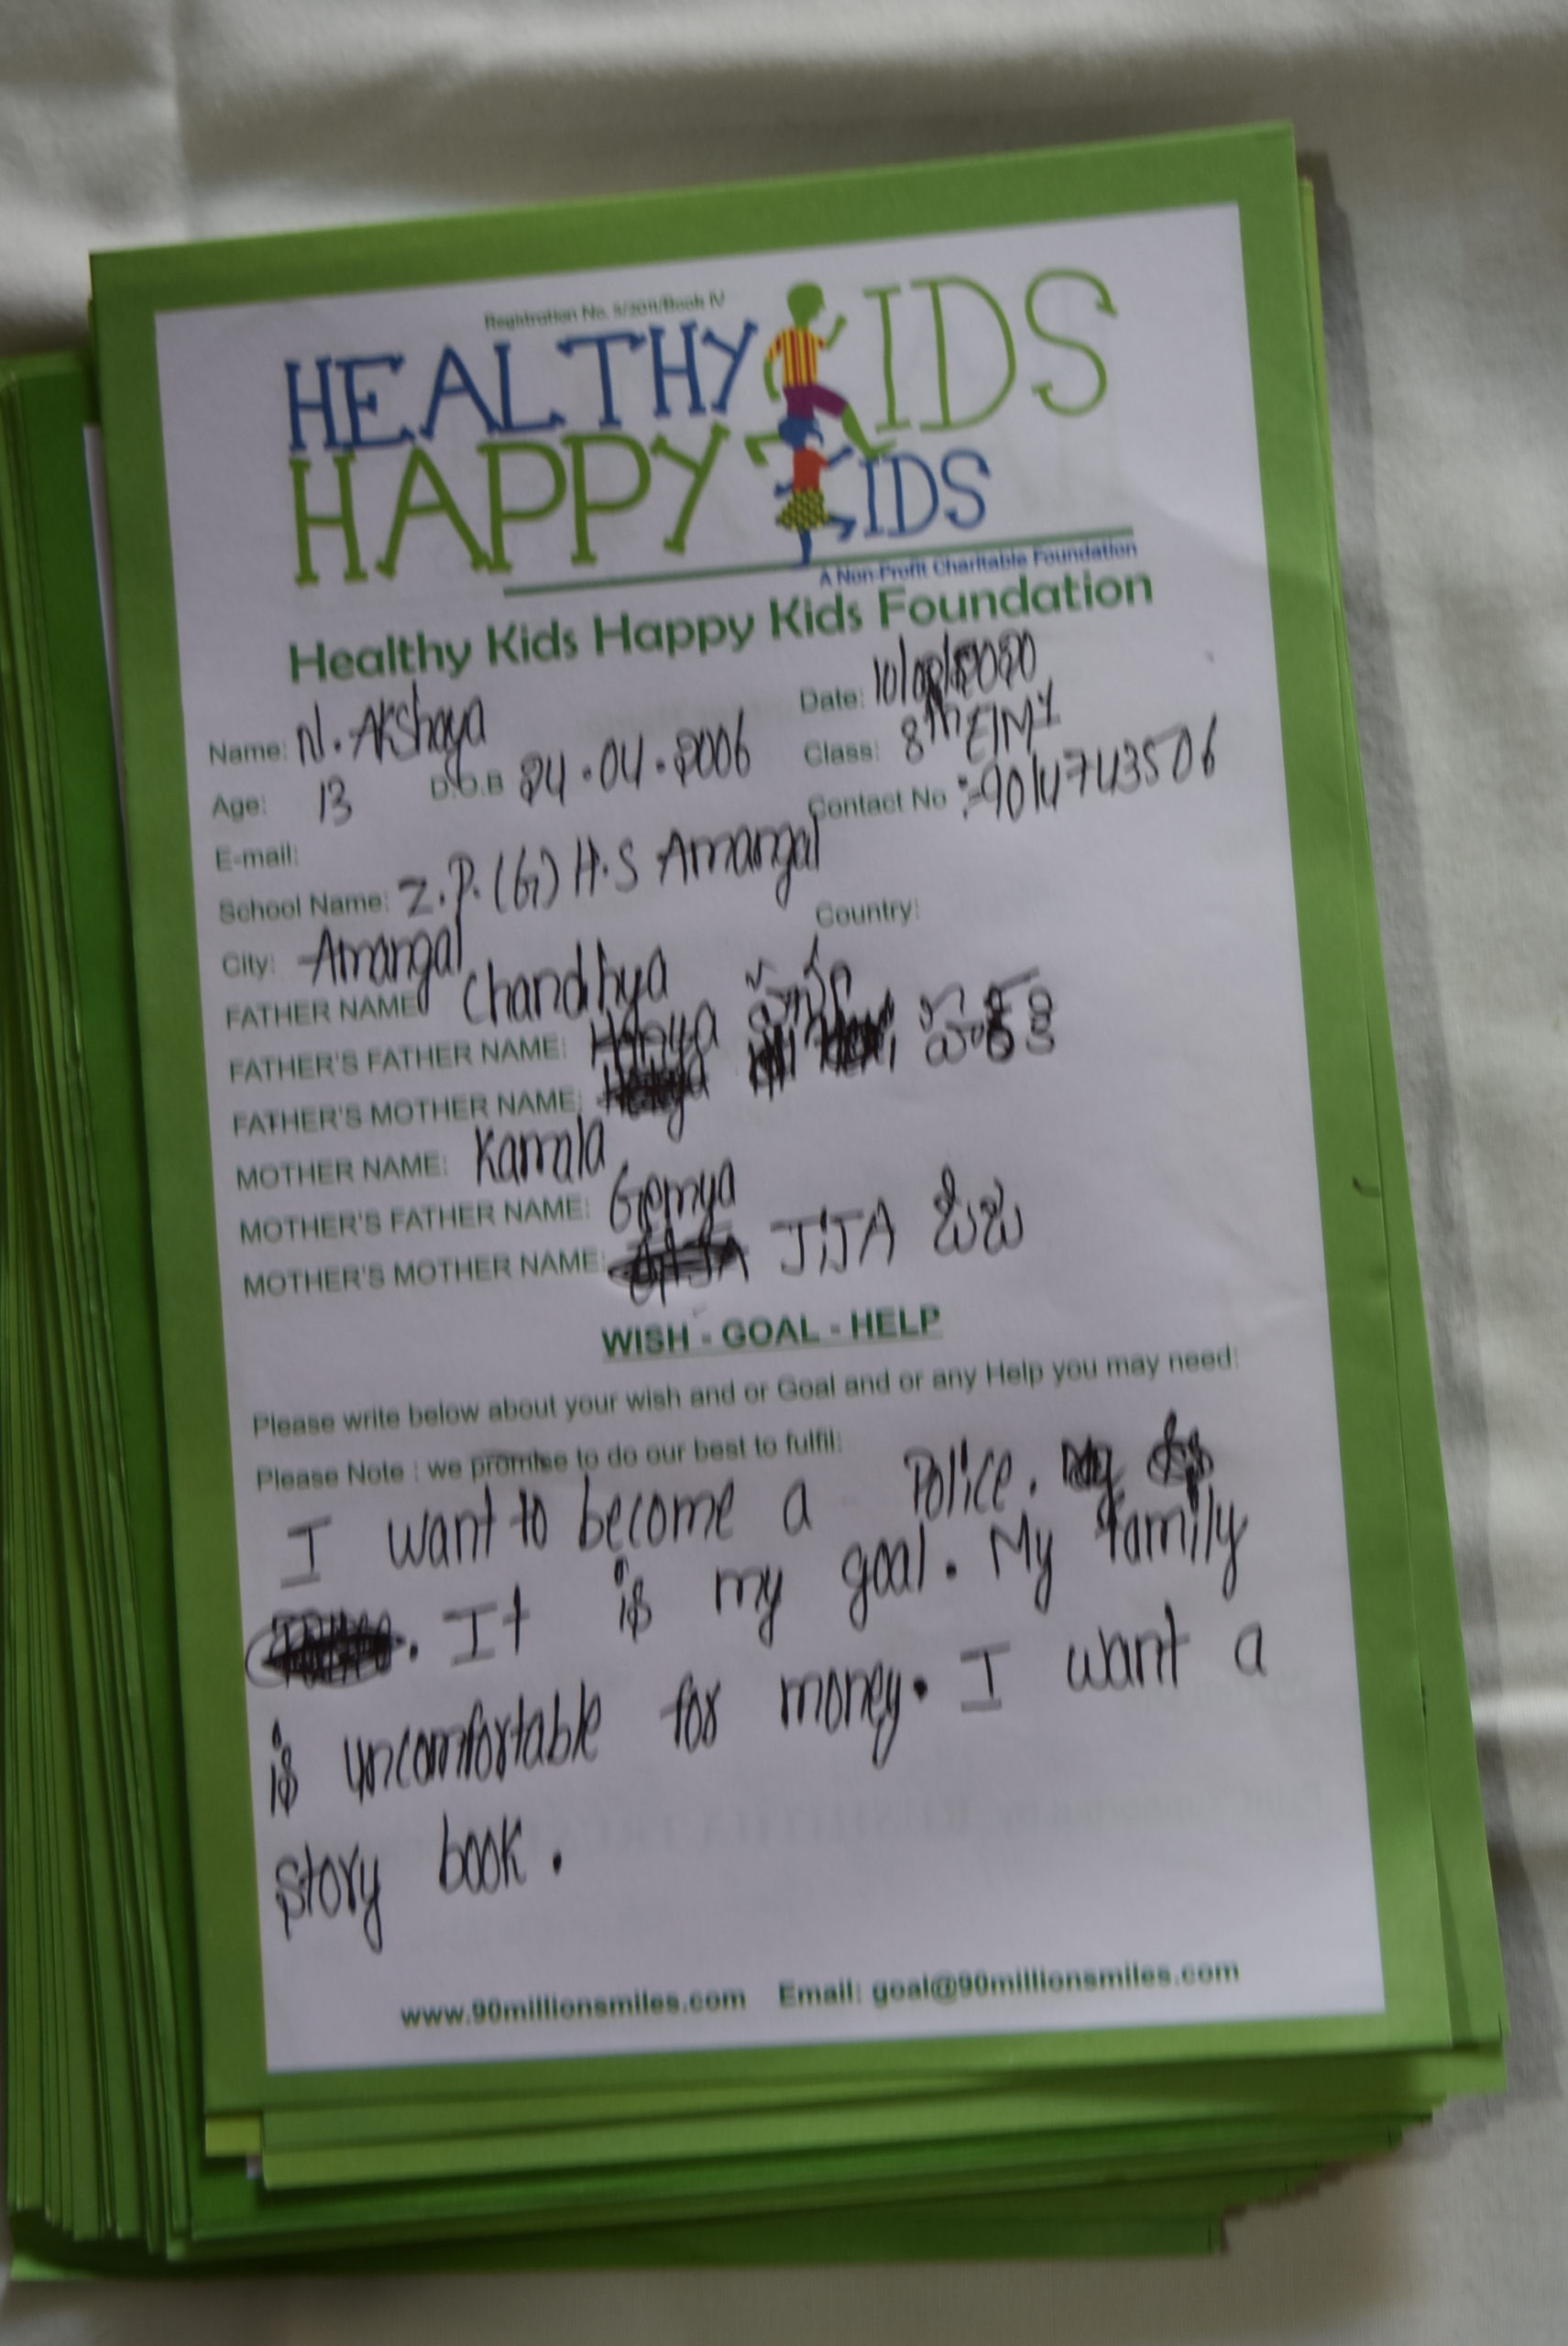 Registration No. 5/2011/Book IV
HEALTHY KIDS
HAPPY KIDS
A Non-Profit Charitable Foundation
Healthy Kids Happy Kids Foundation
Name: N. Akshaya Date: 10/02/2020
Age: 13 D.O.B 24.04.2006 Class: 8th E/M
E-mail: Contact No :- 9014743506
School Name: Z.P.(G) H.S Amangal
City: Amangal Country:
FATHER NAME Chandhya
FATHER'S FATHER NAME:
FATHER'S MOTHER NAME:
MOTHER NAME: Kamala
MOTHER'S FATHER NAME: Gemya
MOTHER'S MOTHER NAME: JIJA
WISH - GOAL - HELP
Please write below about your wish and or Goal and or any Help you may need:
Please Note : we promise to do our best to fulfil:
I want to become a Police.
. It is my goal. My family
is uncomfortable for money. I want a
story book.
www.90millionsmiles.com Email: goal@90millionsmiles.com